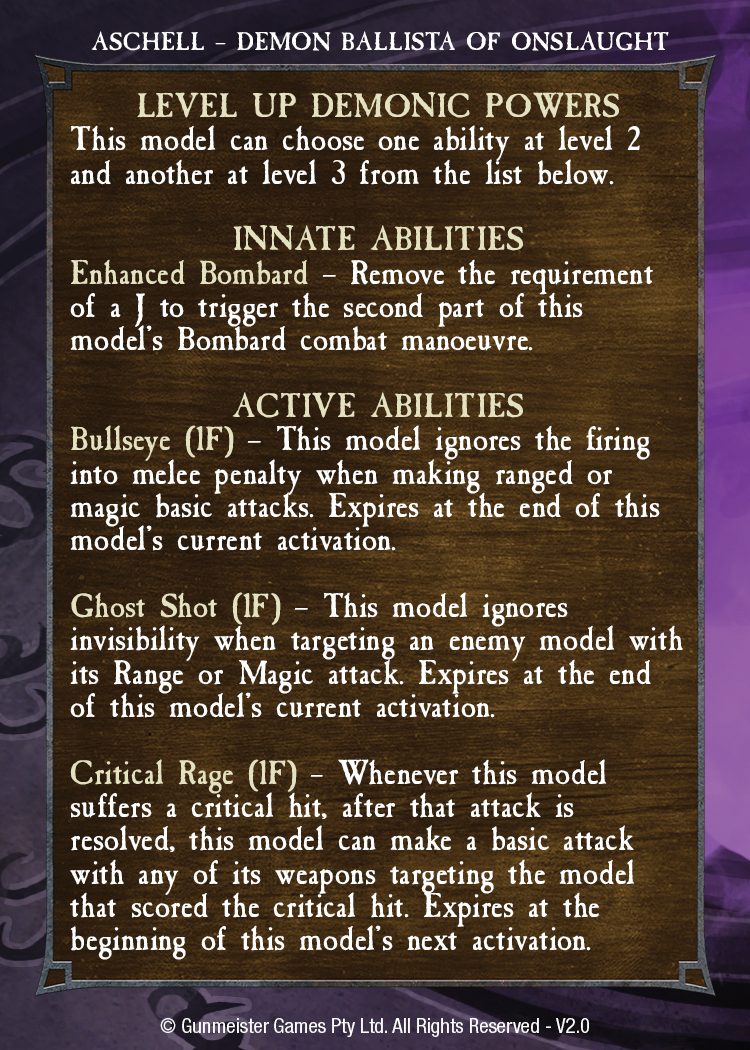 ASCHELL – DEMON BALLISTA OF ONSLAUGHT
LEVEL UP DEMONIC POWERS
This model can choose one ability at level 2
and another at level 3 from the list below.
INNATE ABILITIES
Enhanced Bombard – Remove the requirement
of a J to trigger the second part of this
model's Bombard combat manoeuvre.
ACTIVE ABILITIES
Bullseye (1F) – This model ignores the firing
into melee penalty when making ranged or
magic basic attacks. Expires at the end of this
model's current activation.
Ghost Shot (1F) – This model ignores
invisibility when targeting an enemy model with
its Range or Magic attack. Expires at the end
of this model's current activation.
Critical Rage (1F) – Whenever this model
suffers a critical hit, after that attack is
resolved, this model can make a basic attack
with any of its weapons targeting the model
that scored the critical hit. Expires at the
beginning of this model's next activation.
© Gunmeister Games Pty Ltd. All Rights Reserved - V2.0